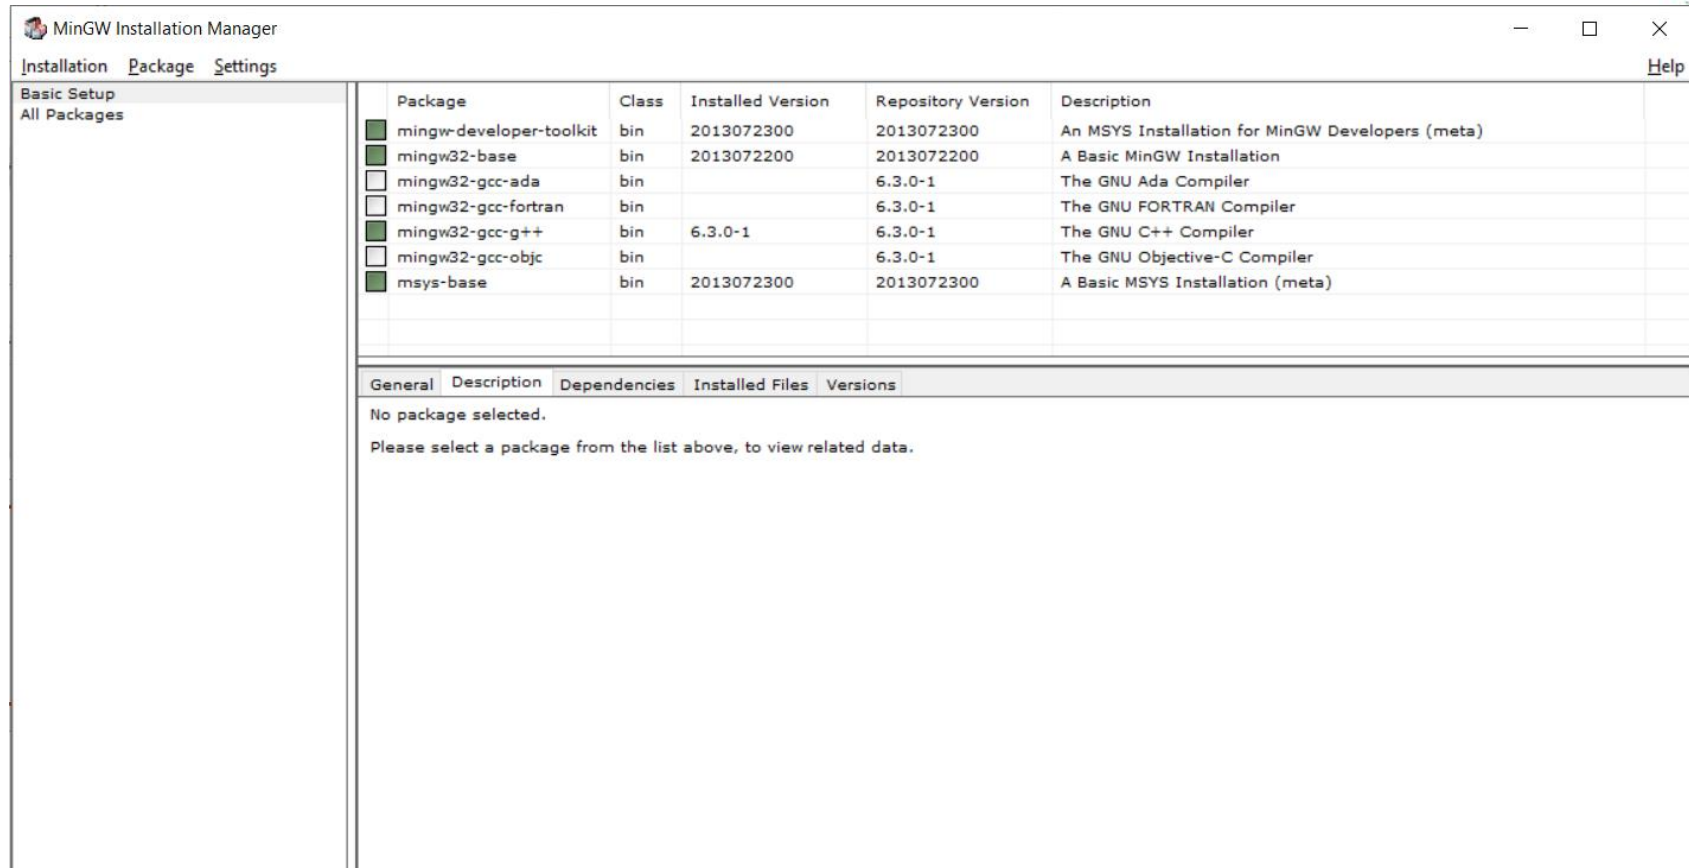 MinGW Installation Manager
Installation Package Settings Help
Basic Setup
All Packages
Package Class Installed Version Repository Version Description
mingw-developer-toolkit bin 2013072300 2013072300 An MSYS Installation for MinGW Developers (meta)
mingw32-base bin 2013072200 2013072200 A Basic MinGW Installation
mingw32-gcc-ada bin 6.3.0-1 The GNU Ada Compiler
mingw32-gcc-fortran bin 6.3.0-1 The GNU FORTRAN Compiler
mingw32-gcc-g++ bin 6.3.0-1 6.3.0-1 The GNU C++ Compiler
mingw32-gcc-objc bin 6.3.0-1 The GNU Objective-C Compiler
msys-base bin 2013072300 2013072300 A Basic MSYS Installation (meta)
General Description Dependencies Installed Files Versions
No package selected.
Please select a package from the list above, to view related data.